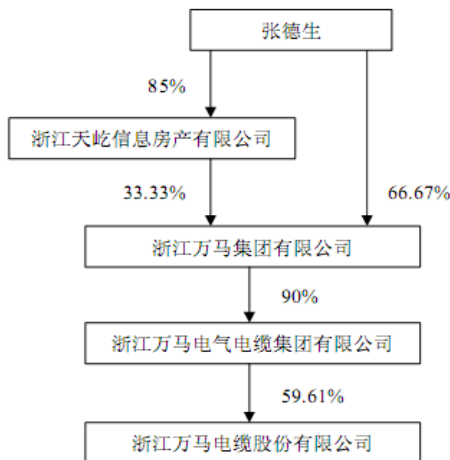 张德生
85%
浙江天屹信息房产有限公司
33.33%
66.67%
浙江万马集团有限公司
90%
浙江万马电气电缆集团有限公司
59.61%
浙江万马电缆股份有限公司